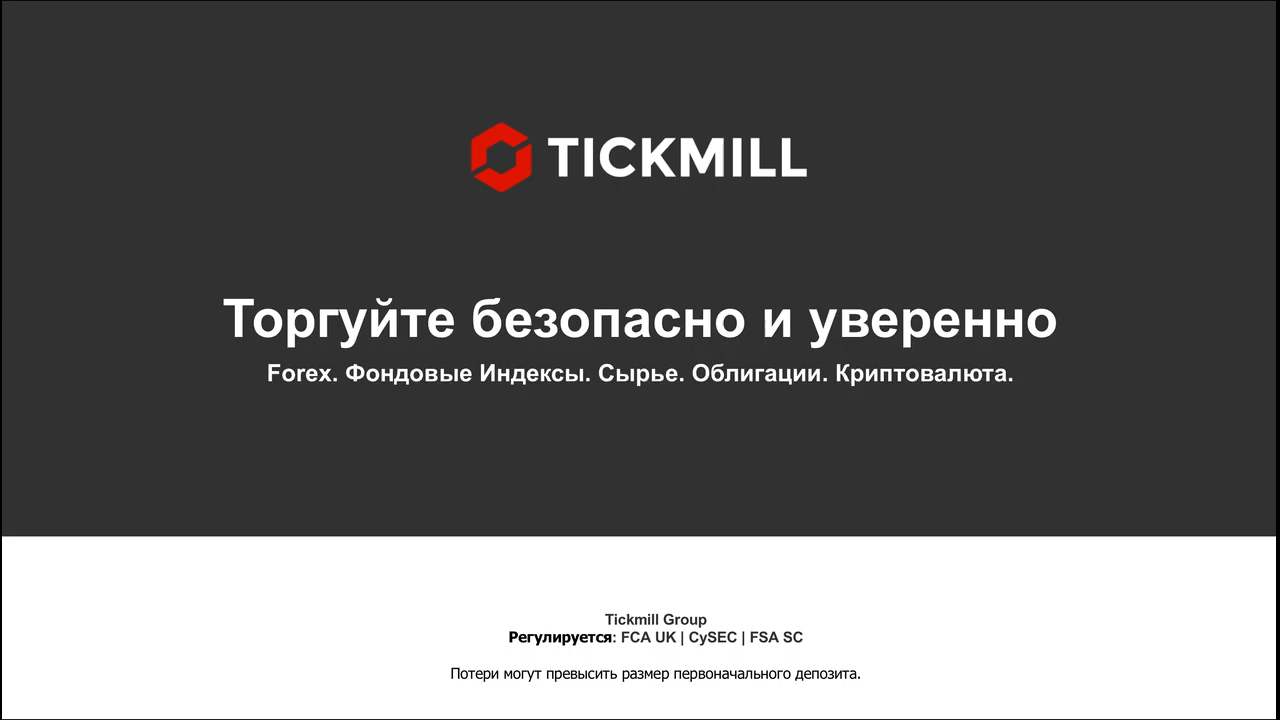 TICKMILL
Торгуйте безопасно и уверенно
Forex. Фондовые Индексы. Сырье. Облигации. Криптовалюта.
Tickmill Group
Регулируется: FCA UK | CySEC | FSA SC
Потери могут превысить размер первоначального депозита.